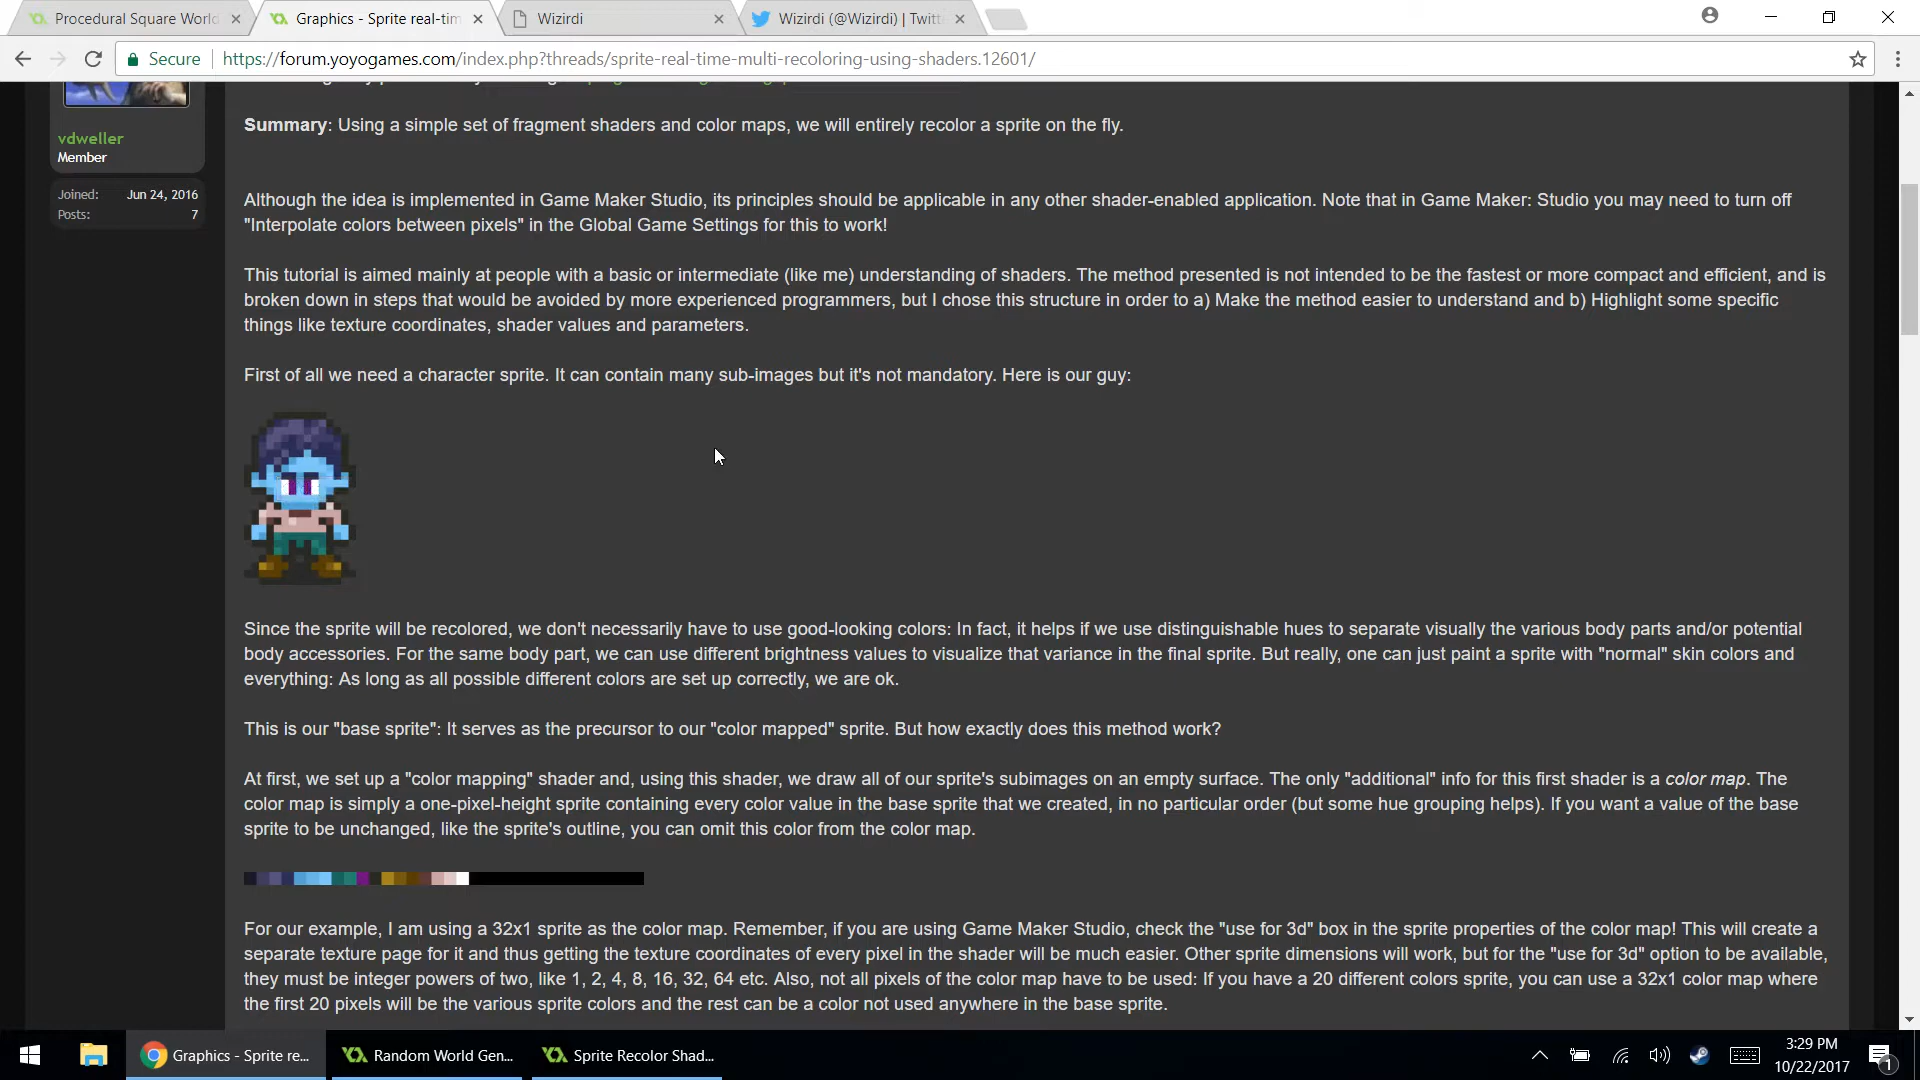 Procedural Square World
Graphics - Sprite real-tim
Wizirdi
Wizirdi (@Wizirdi) | Twitt
Secure
https://forum.yoyogames.com/index.php?threads/sprite-real-time-multi-recoloring-using-shaders.12601/
vdweller
Member
Joined: Jun 24, 2016
Posts: 7
Summary: Using a simple set of fragment shaders and color maps, we will entirely recolor a sprite on the fly.
Although the idea is implemented in Game Maker Studio, its principles should be applicable in any other shader-enabled application. Note that in Game Maker: Studio you may need to turn off
"Interpolate colors between pixels" in the Global Game Settings for this to work!
This tutorial is aimed mainly at people with a basic or intermediate (like me) understanding of shaders. The method presented is not intended to be the fastest or more compact and efficient, and is
broken down in steps that would be avoided by more experienced programmers, but I chose this structure in order to a) Make the method easier to understand and b) Highlight some specific
things like texture coordinates, shader values and parameters.
First of all we need a character sprite. It can contain many sub-images but it's not mandatory. Here is our guy:
Since the sprite will be recolored, we don't necessarily have to use good-looking colors: In fact, it helps if we use distinguishable hues to separate visually the various body parts and/or potential
body accessories. For the same body part, we can use different brightness values to visualize that variance in the final sprite. But really, one can just paint a sprite with "normal" skin colors and
everything: As long as all possible different colors are set up correctly, we are ok.
This is our "base sprite": It serves as the precursor to our "color mapped" sprite. But how exactly does this method work?
At first, we set up a "color mapping" shader and, using this shader, we draw all of our sprite's subimages on an empty surface. The only "additional" info for this first shader is a color map. The
color map is simply a one-pixel-height sprite containing every color value in the base sprite that we created, in no particular order (but some hue grouping helps). If you want a value of the base
sprite to be unchanged, like the sprite's outline, you can omit this color from the color map.
For our example, I am using a 32x1 sprite as the color map. Remember, if you are using Game Maker Studio, check the "use for 3d" box in the sprite properties of the color map! This will create a
separate texture page for it and thus getting the texture coordinates of every pixel in the shader will be much easier. Other sprite dimensions will work, but for the "use for 3d" option to be available,
they must be integer powers of two, like 1, 2, 4, 8, 16, 32, 64 etc. Also, not all pixels of the color map have to be used: If you have a 20 different colors sprite, you can use a 32x1 color map where
the first 20 pixels will be the various sprite colors and the rest can be a color not used anywhere in the base sprite.
Graphics - Sprite re...
Random World Gen...
Sprite Recolor Shad...
3:29 PM
10/22/2017
1